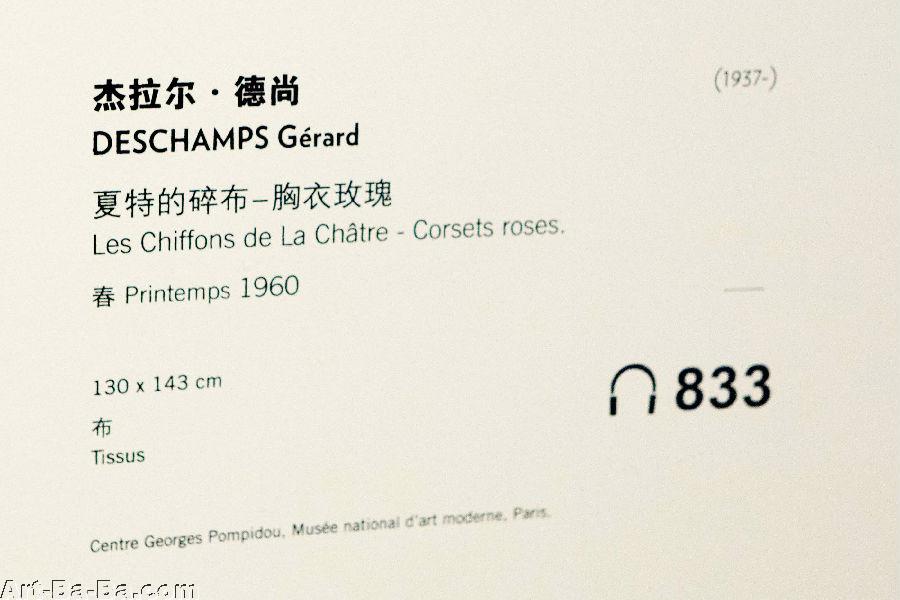 杰拉尔·德尚
(1937-)
DESCHAMPS Gérard
夏特的碎布–胸衣玫瑰
Les Chiffons de La Châtre - Corsets roses.
春 Printemps 1960
130 x 143 cm
833
布
Tissus
Centre Georges Pompidou, Musée national d'art moderne, Paris.
Art-Ba-Ba.com